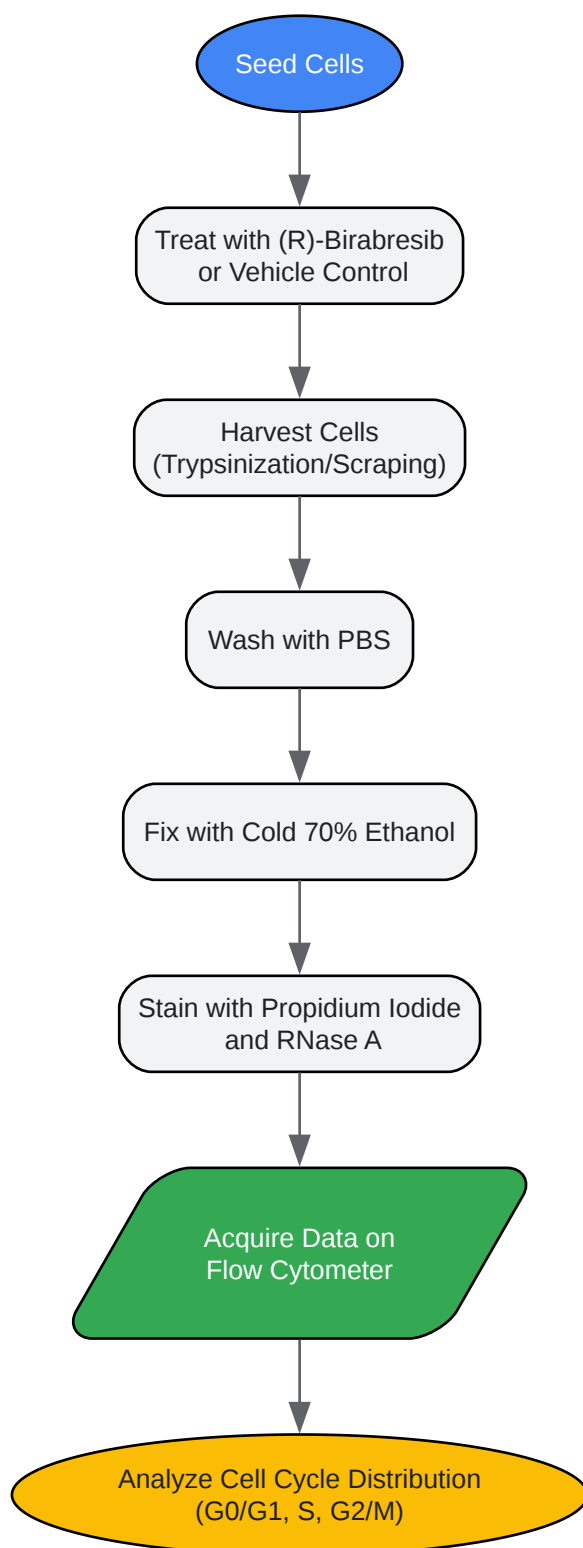 Seed Cells
Treat with (R)-Birabresib
or Vehicle Control
Harvest Cells
(Trypsinization/Scraping)
Wash with PBS
Fix with Cold 70% Ethanol
Stain with Propidium Iodide
and RNase A
Acquire Data on
Flow Cytometer
Analyze Cell Cycle Distribution
(G0/G1, S, G2/M)